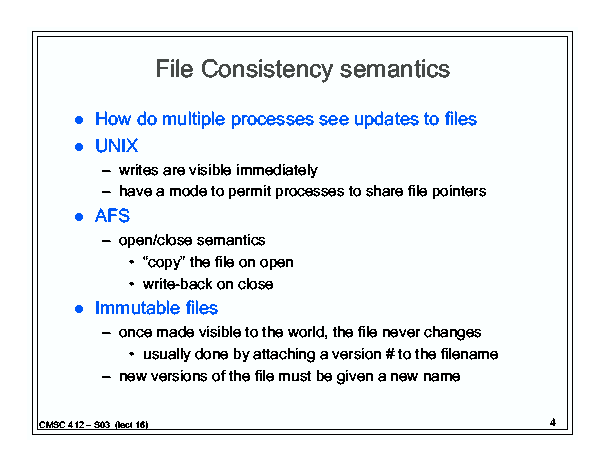 File Consistency semantics
● How do multiple processes see updates to files
● UNIX
– writes are visible immediately
– have a mode to permit processes to share file pointers
● AFS
– open/close semantics
• “copy” the file on open
• write-back on close
● Immutable files
– once made visible to the world, the file never changes
• usually done by attaching a version # to the filename
– new versions of the file must be given a new name
CMSC 412 – S03 (lect 16)
4